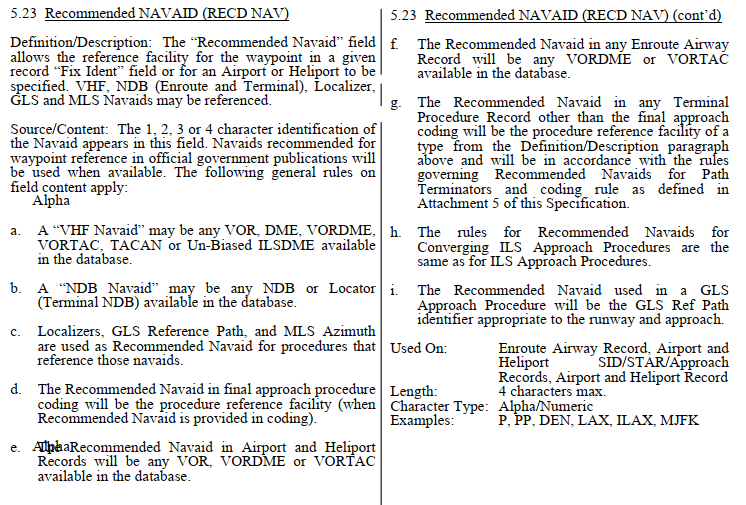 5.23 Recommended NAVAID (RECD NAV)
Definition/Description: The “Recommended Navaid” field
allows the reference facility for the waypoint in a given
record “Fix Ident” field or for an Airport or Heliport to be
specified. VHF, NDB (Enroute and Terminal), Localizer,
GLS and MLS Navaids may be referenced.
Source/Content: The 1, 2, 3 or 4 character identification of
the Navaid appears in this field. Navaids recommended for
waypoint reference in official government publications will
be used when available. The following general rules on
field content apply:
Alpha
a. A “VHF Navaid” may be any VOR, DME, VORDME,
VORTAC, TACAN or Un-Biased ILSDME available
in the database.
b. A “NDB Navaid” may be any NDB or Locator
(Terminal NDB) available in the database.
c. Localizers, GLS Reference Path, and MLS Azimuth
are used as Recommended Navaid for procedures that
reference those navaids.
d. The Recommended Navaid in final approach procedure
coding will be the procedure reference facility (when
Recommended Navaid is provided in coding).
e. Alpha The Recommended Navaid in Airport and Heliport
Records will be any VOR, VORDME or VORTAC
available in the database.
5.23 Recommended NAVAID (RECD NAV) (cont’d)
f. The Recommended Navaid in any Enroute Airway
Record will be any VORDME or VORTAC
available in the database.
g. The Recommended Navaid in any Terminal
Procedure Record other than the final approach
coding will be the procedure reference facility of a
type from the Definition/Description paragraph
above and will be in accordance with the rules
governing Recommended Navaids for Path
Terminators and coding rule as defined in
Attachment 5 of this Specification.
h. The rules for Recommended Navaids for
Converging ILS Approach Procedures are the
same as for ILS Approach Procedures.
i. The Recommended Navaid used in a GLS
Approach Procedure will be the GLS Ref Path
identifier appropriate to the runway and approach.
Used On: Enroute Airway Record, Airport and
Heliport SID/STAR/Approach
Records, Airport and Heliport Record
Length: 4 characters max.
Character Type: Alpha/Numeric
Examples: P, PP, DEN, LAX, ILAX, MJFK